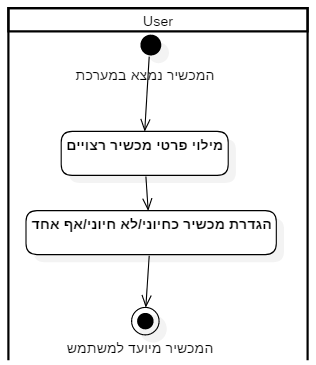 User
המכשיר נמצא במערכת
מילוי פרטי מכשיר רצויים
הגדרת מכשיר כחיוני/לא חיוני/אף אחד
המכשיר מיועד למשתמש